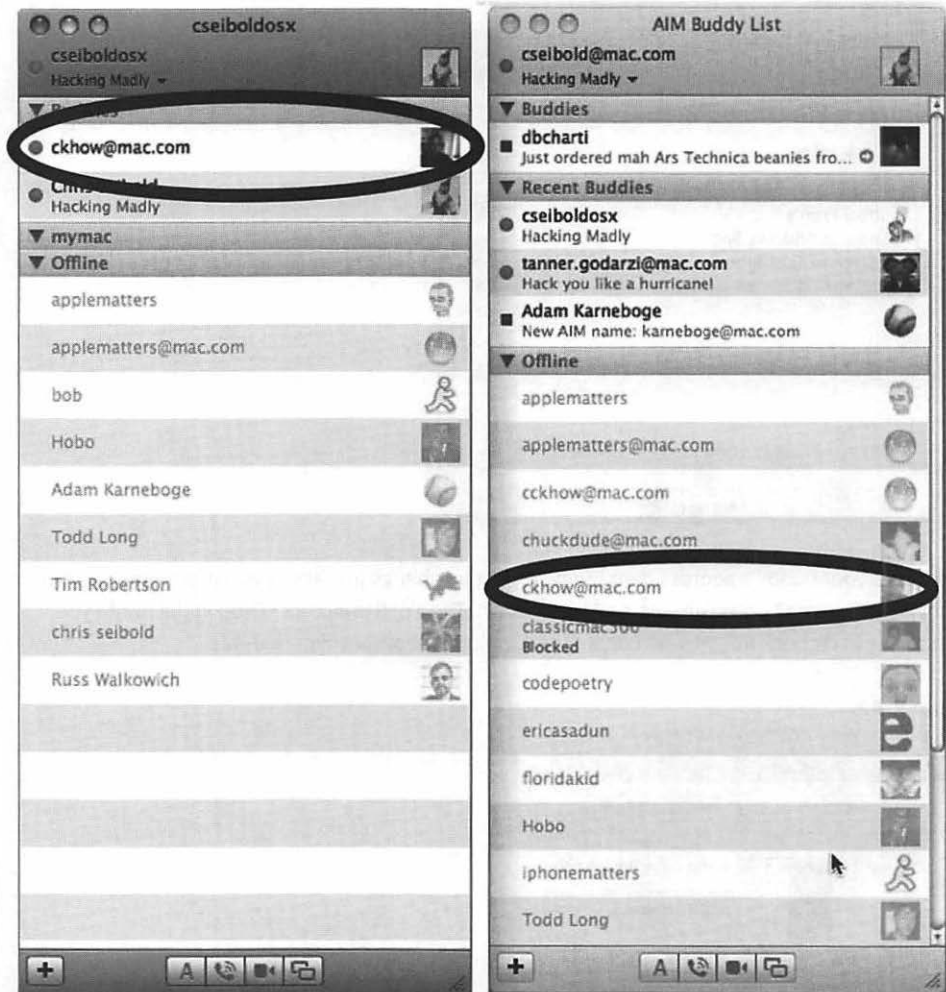 cseiboldosx
cseiboldosx
Hacking Madly
ckhow@mac.com
Hacking Madly
mymac
Offline
applematters
applematters@mac.com
bob
Hobo
Adam Karneboge
Todd Long
Tim Robertson
chris seibold
Russ Walkowich
A
AIM Buddy List
cseibold@mac.com
Hacking Madly
Buddies
dbcharti
Just ordered mah Ars Technica beanies fro...
Recent Buddies
cseiboldosx
Hacking Madly
tanner.godarzi@mac.com
Hack you like a hurricane!
Adam Karneboge
New AIM name: karneboge@mac.com
Offline
applematters
applematters@mac.com
cckhow@mac.com
chuckdude@mac.com
ckhow@mac.com
Blocked
codepoetry
ericasadun
floridakid
Hobo
iphonematters
Todd Long
A